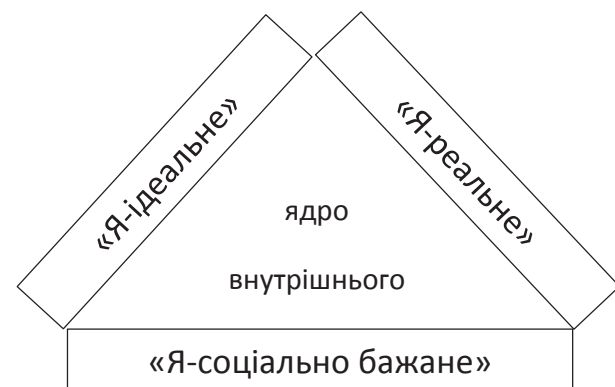 «Я-ідеальне»
«Я-реальне»
ядро
внутрішнього
«Я-соціально бажане»